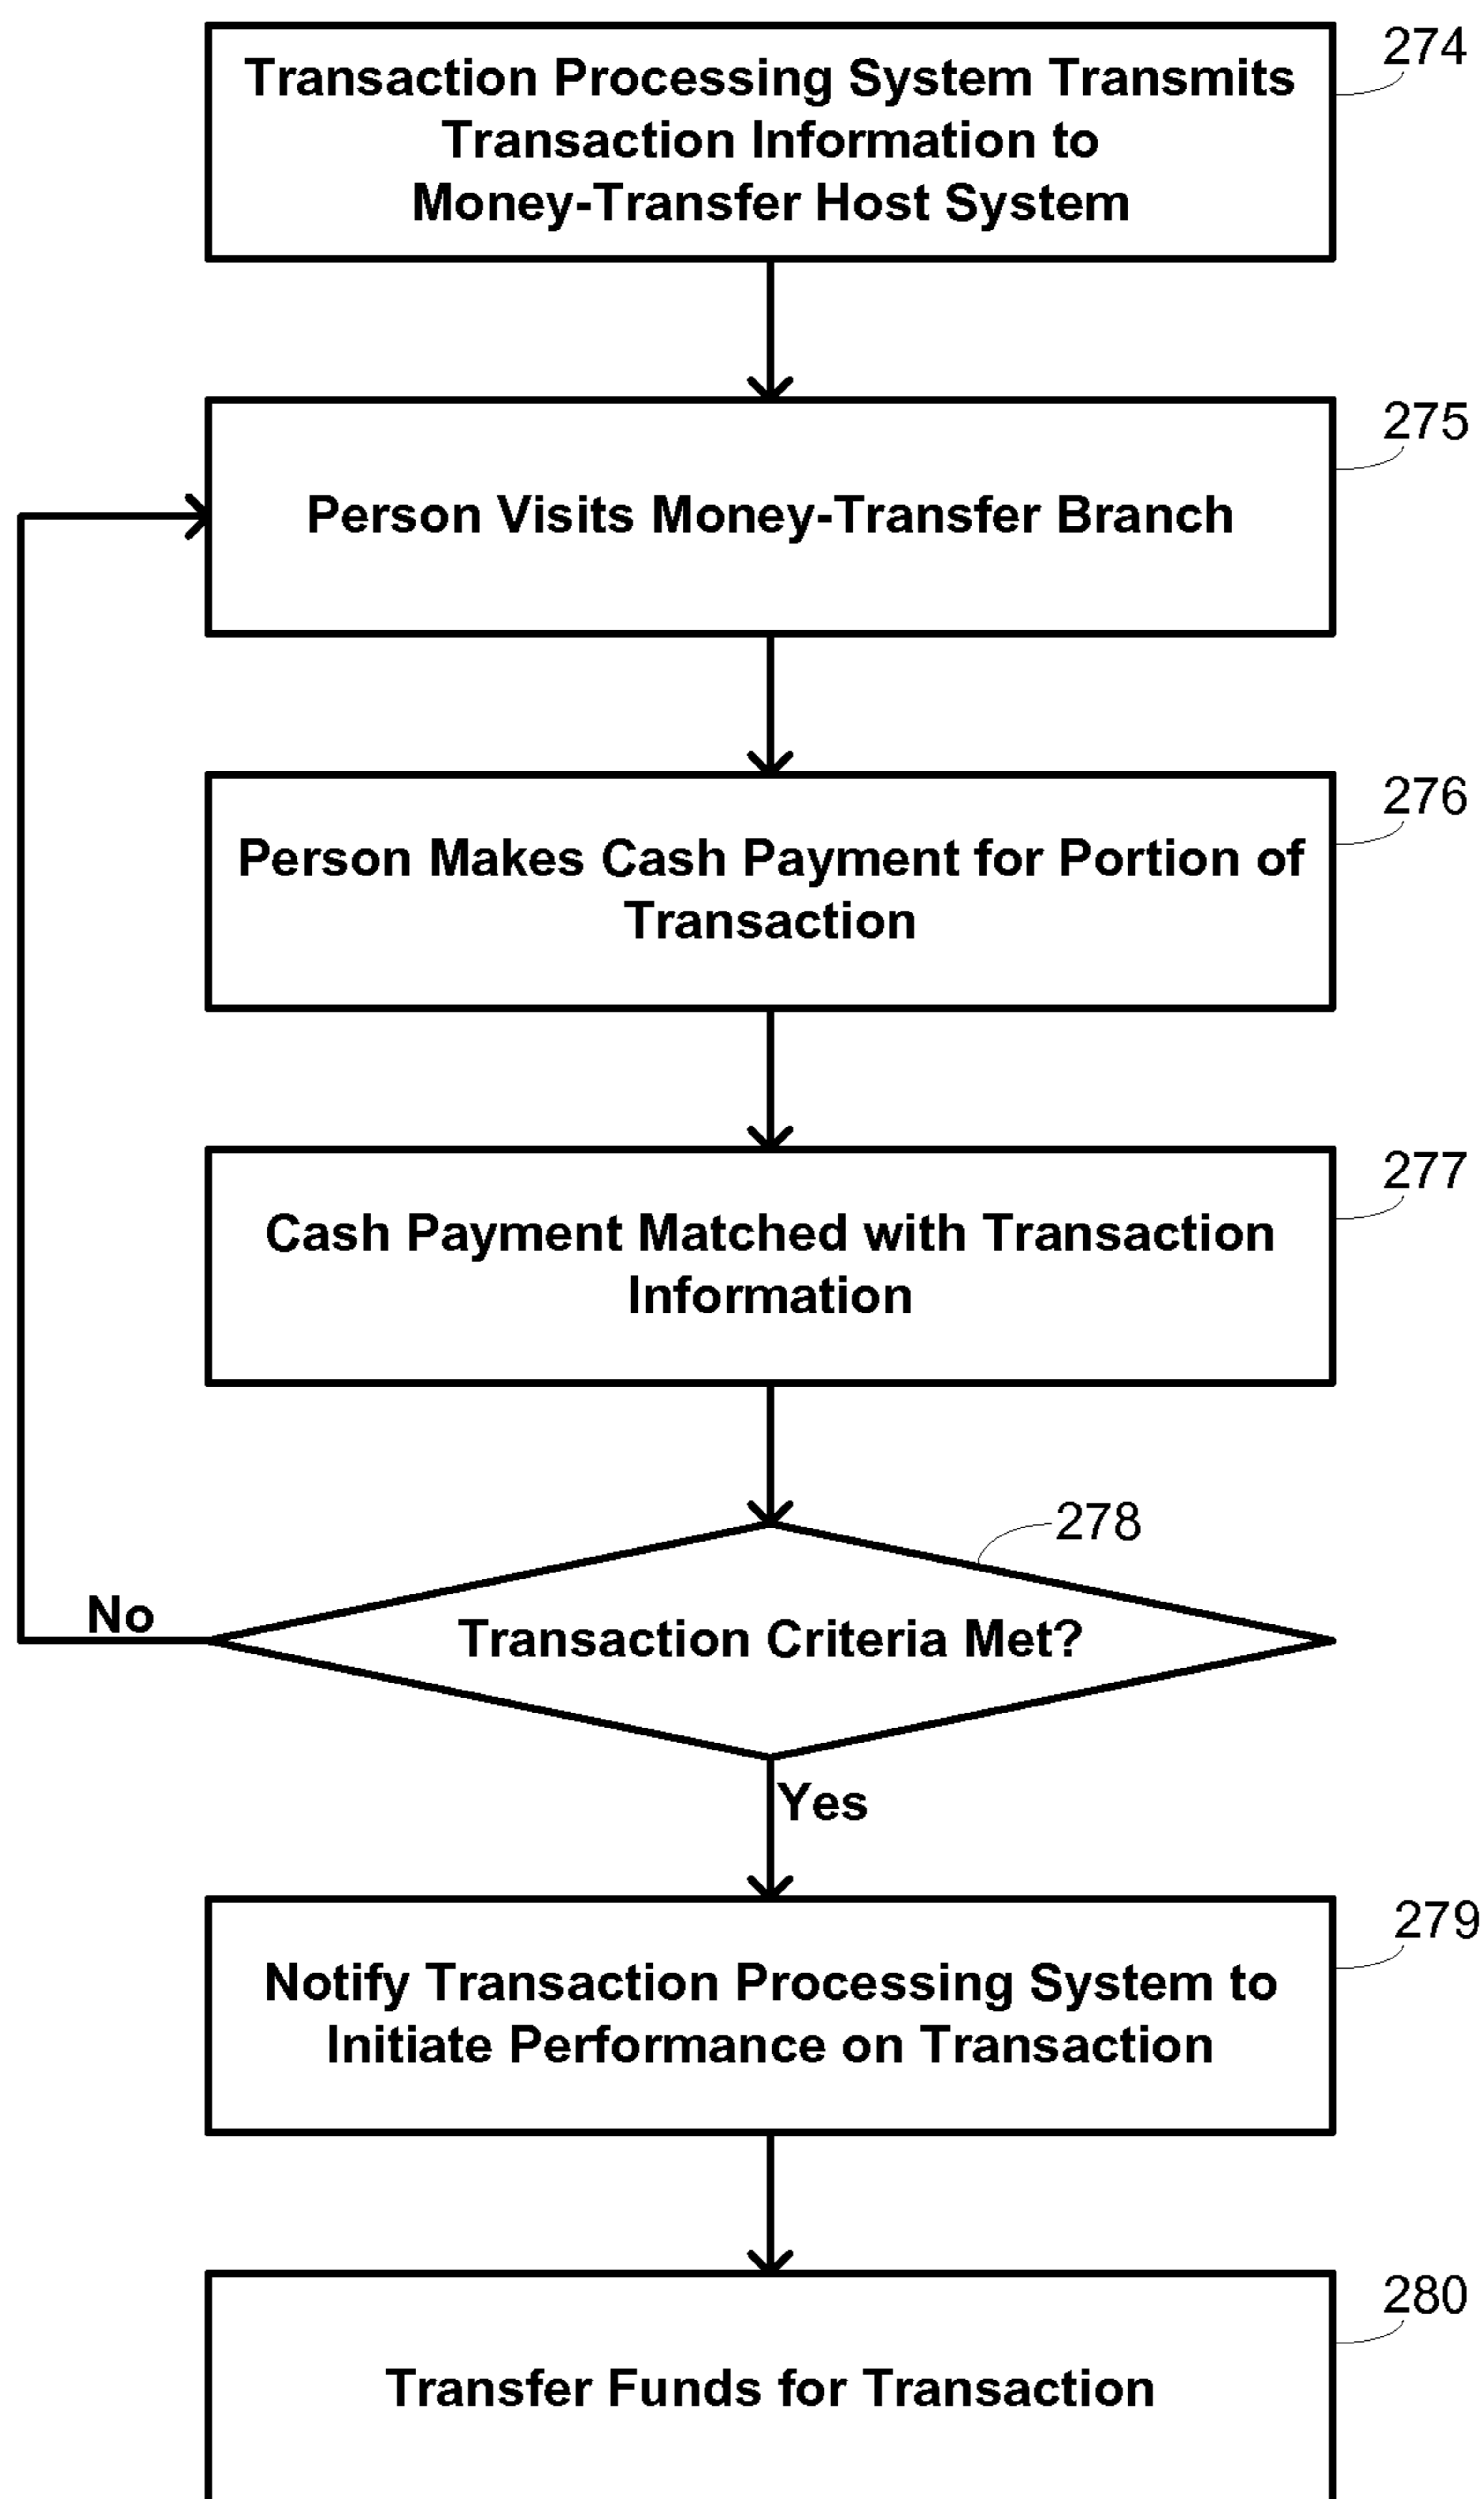 274
Transaction Processing System Transmits
Transaction Information to
Money-Transfer Host System
275
Person Visits Money-Transfer Branch
276
Person Makes Cash Payment for Portion of
Transaction
277
Cash Payment Matched with Transaction
Information
278
Transaction Criteria Met?
No
Yes
279
Notify Transaction Processing System to
Initiate Performance on Transaction
280
Transfer Funds for Transaction